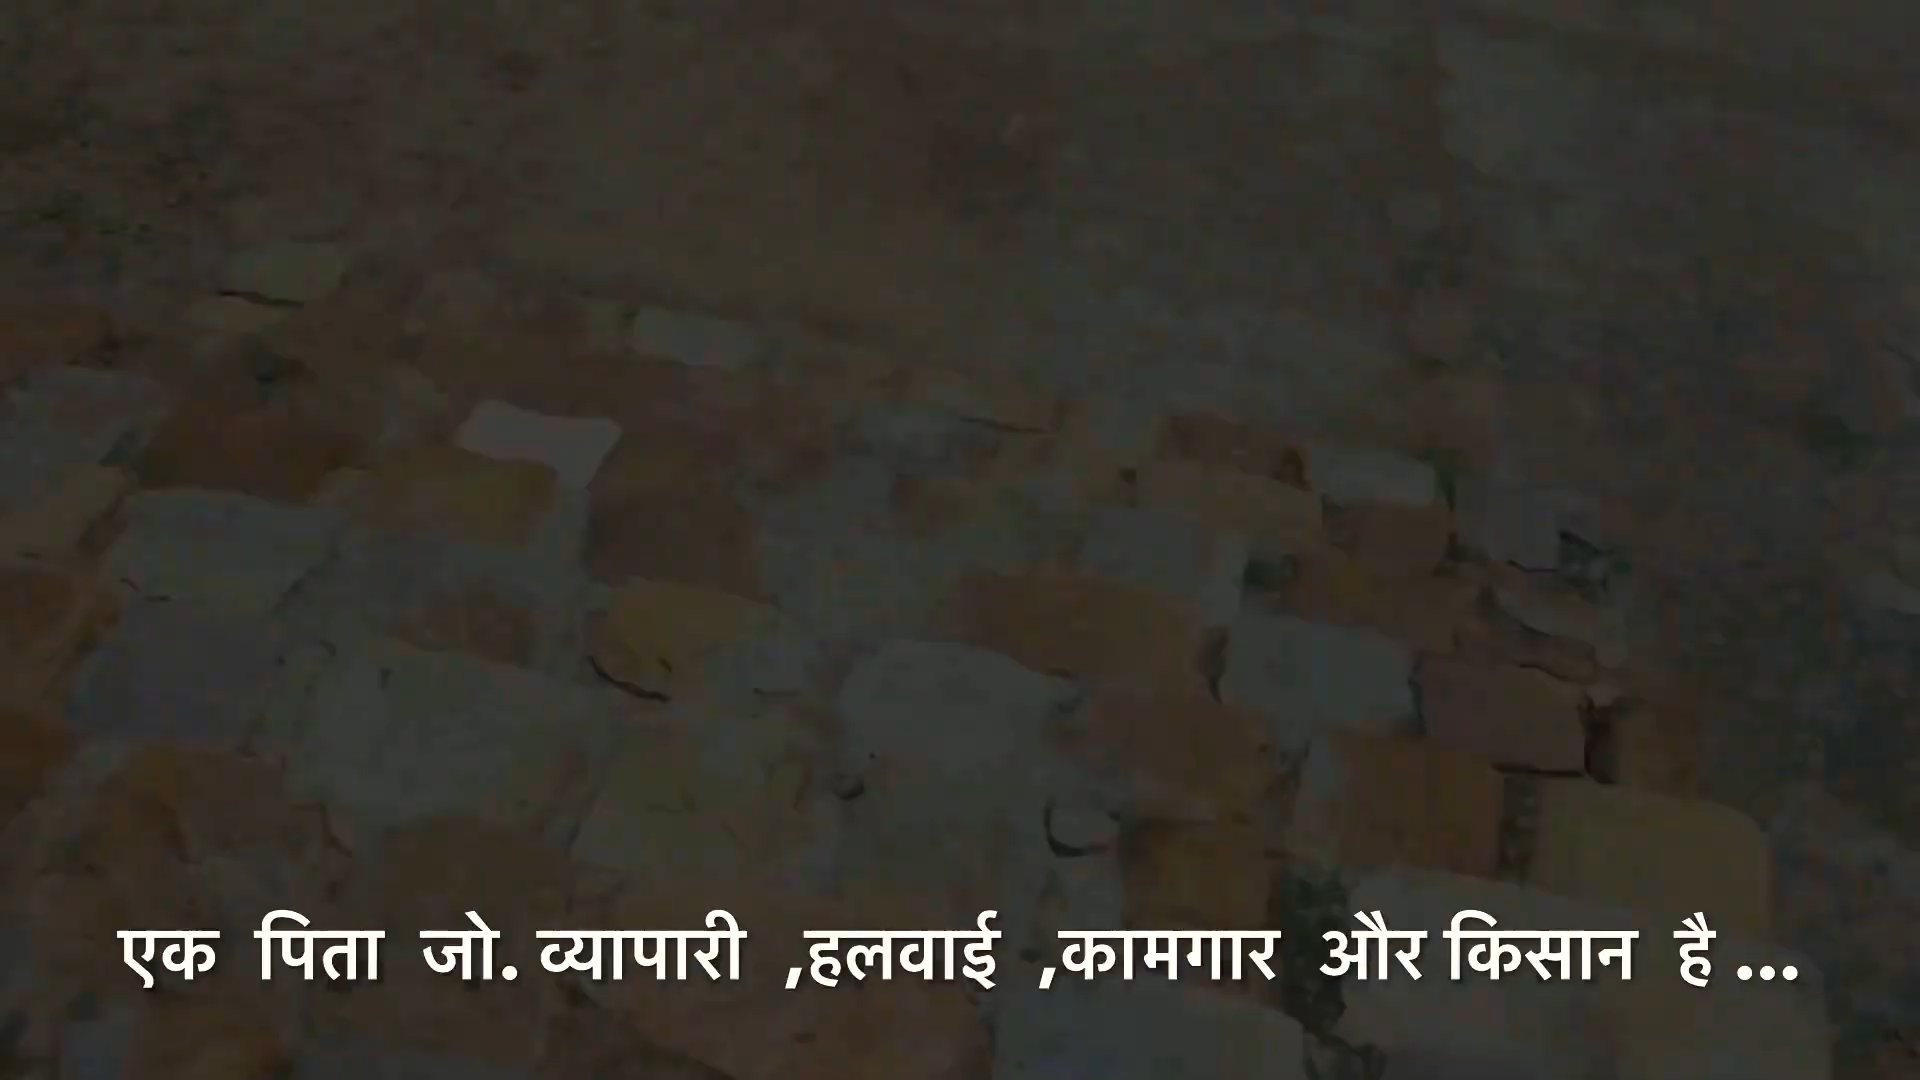 एक पिता जो. व्यापारी ,हलवाई ,कामगार और किसान है ...